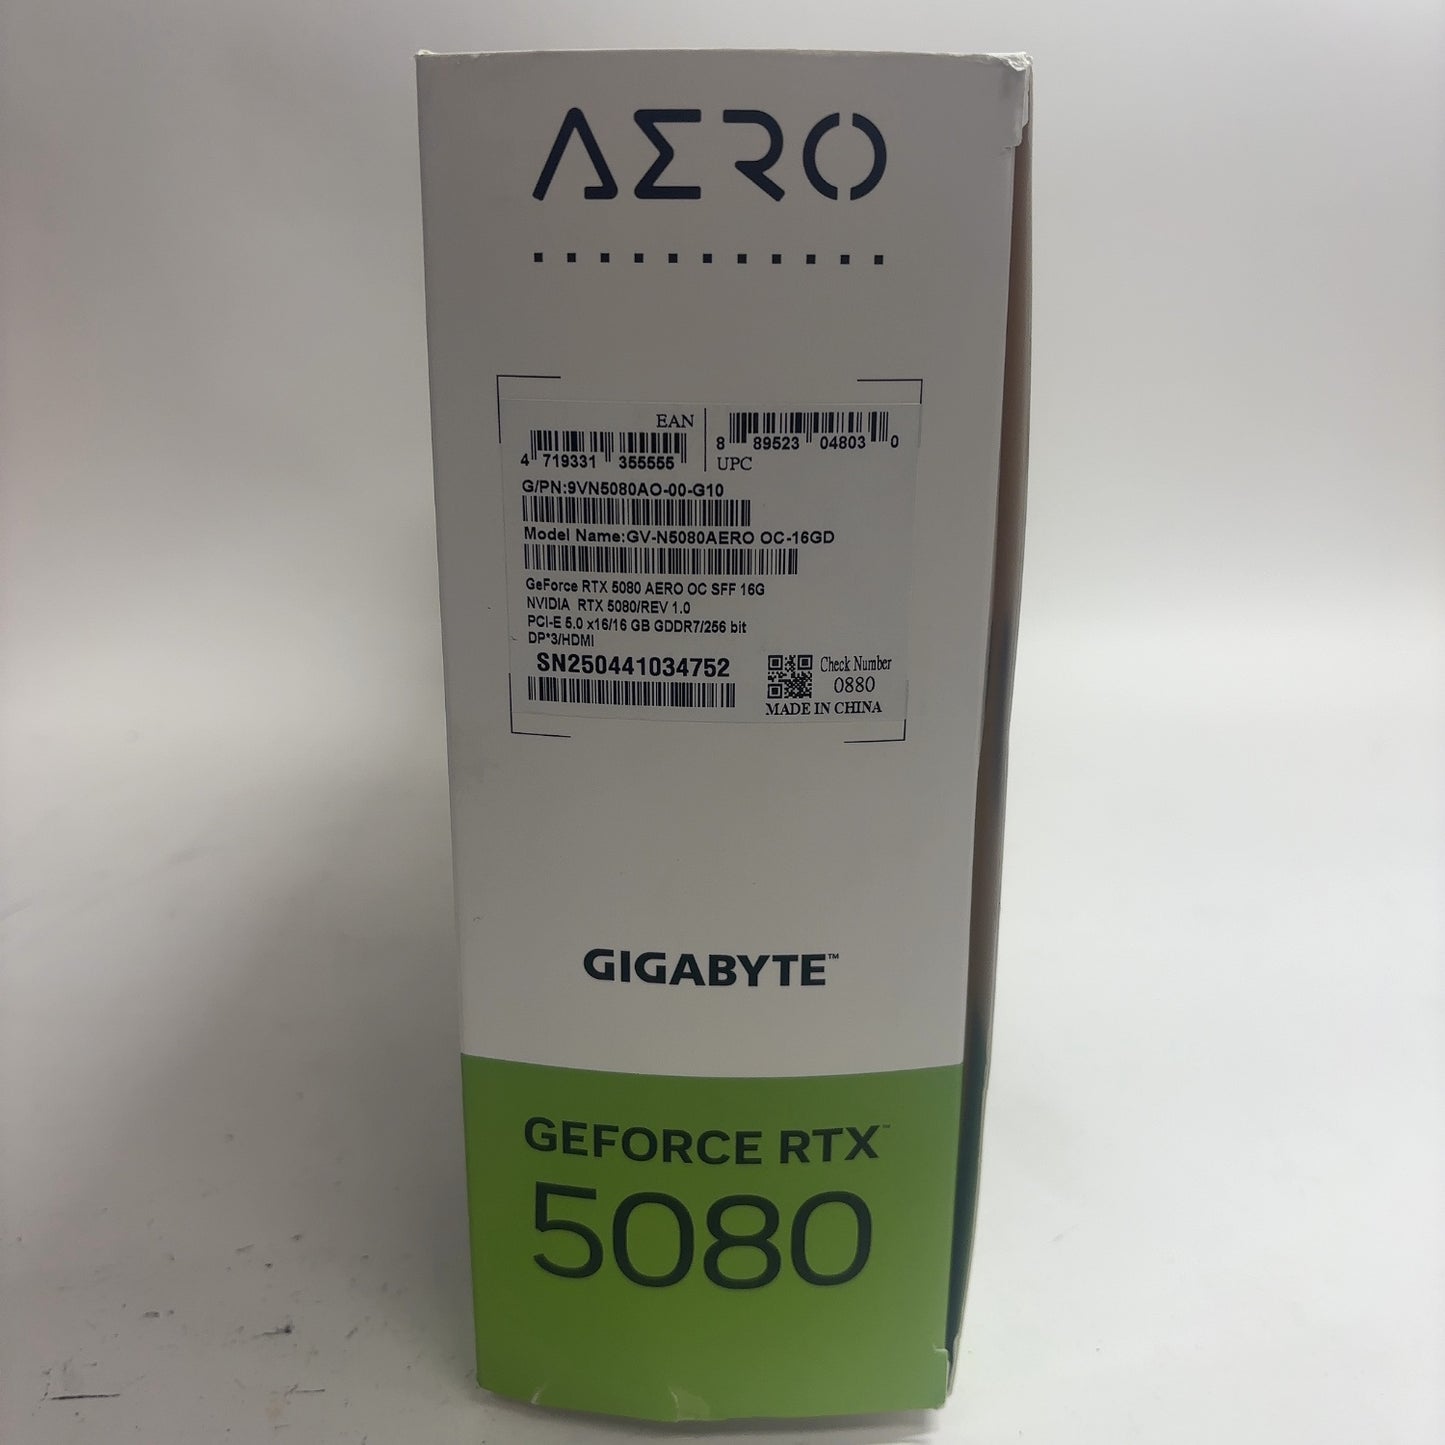 AERO
EAN
4 719331 355555
8 89523 04803 0
UPC
G/PN:9VN5080AO-00-G10
Model Name:GV-N5080AERO OC-16GD
GeForce RTX 5080 AERO OC SFF 16G
NVIDIA RTX 5080/REV 1.0
PCI-E 5.0 x16/16 GB GDDR7/256 bit
DP*3/HDMI
SN250441034752
Check Number
0880
MADE IN CHINA
GIGABYTE™
GEFORCE RTX™
5080